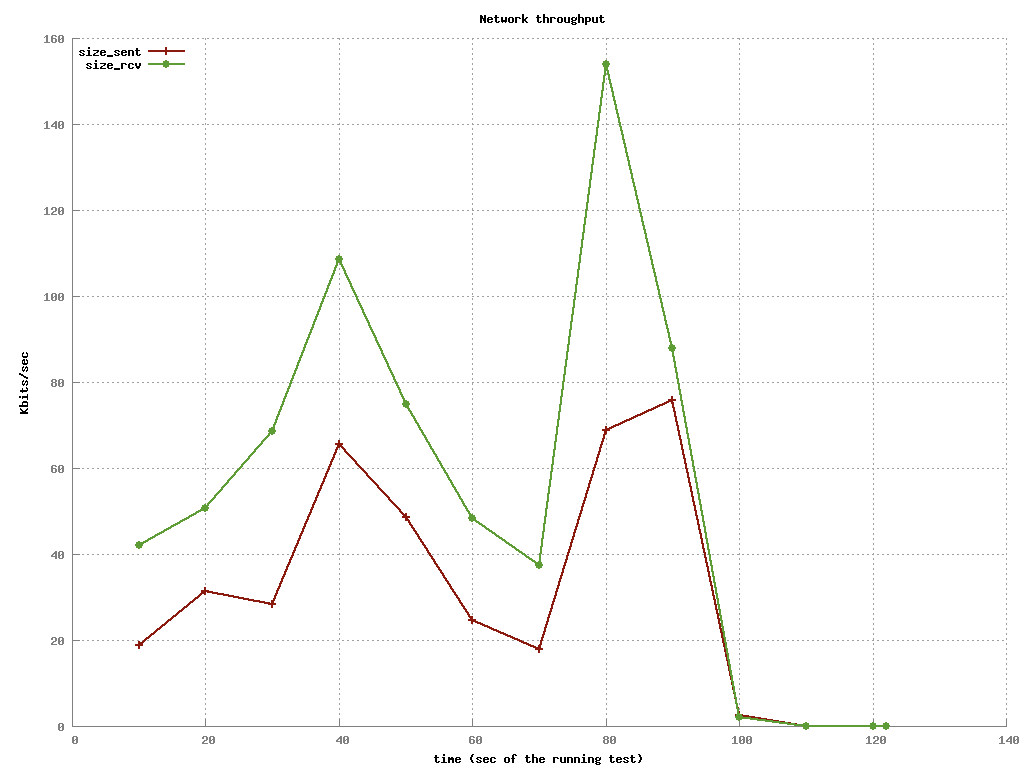 Network throughput
size_sent
size_rcv
160
140
120
100
80
60
40
20
0
Kbits/sec
0 20 40 60 80 100 120 140
time (sec of the running test)